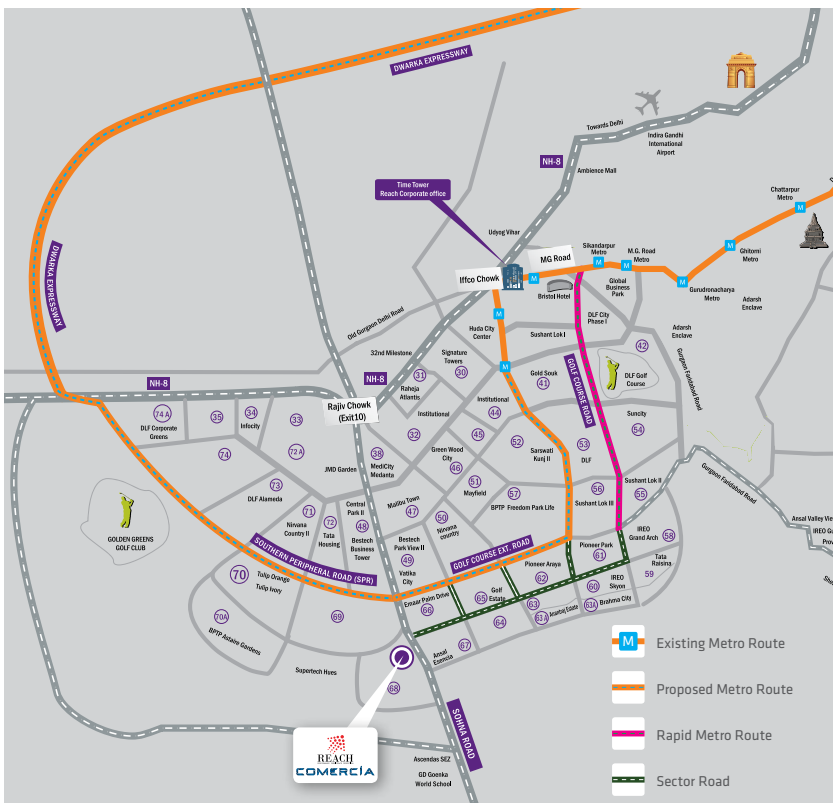 DWARKA EXPRESSWAY
Towards Delhi
Indira Gandhi
International
Airport
NH-8
Ambience Mall
Time Tower
Reach Corporate office
Chattarpur
Metro
DWARKA EXPRESSWAY
Udyog Vihar
Sikandarpur
Metro
M.G. Road
Metro
Ghitorni
Metro
MG Road
Iffco Chowk
M
M
M
M
M
M
M
M
Bristol Hotel
Global
Business
Park
Gurudronacharya
Metro
Adarsh
Enclave
Old Gurgaon Delhi Road
Huda City
Center
Sushant Lok I
DLF City
Phase I
Adarsh
Enclave
32nd Milestone
Signature
Towers
42
NH-8
NH-8
31
30
Raheja
Atlantis
Gold Souk
41
GOLF COURSE ROAD
DLF Golf
Course
Gurgaon Faridabad Road
Rajiv Chowk
(Exit10)
74 A
DLF Corporate
Greens
35
34
Infocity
33
Institutional
Institutional
44
Suncity
54
32
45
52
53
DLF
74
72 A
38
MediCity
Medanta
JMD Garden
Green Wood
City
46
Sarswati
Kunj II
Gurgaon Faridabad Road
73
DLF Alameda
51
Mayfield
57
BPTP Freedom Park Life
56
Sushant Lok III
Sushant Lok II
55
Malibu Town
47
Central
Park II
48
Bestech
Business
Tower
71
Nirvana
Country II
72
Tata
Housing
50
Nirvana
country
Ansal Valley View
IREO G
Prov
GOLDEN GREENS
GOLF CLUB
Bestech
Park View II
49
Vatika
City
GOLF COURSE EXT. ROAD
Pioneer Park
61
IREO
Grand Arch
58
Tata
Raisina
59
SOUTHERN PERIPHERAL ROAD (SPR)
Pioneer Araya
62
IREO
Skyon
60
70
Tulip Orange
Tulip Ivory
Emaar Palm Drive
66
65
Golf
Estate
63
63 A
Anantraj Estate
63A
Brahma City
70A
BPTP Astaire Gardens
69
64
67
Ansal
Esencia
Supertech Hues
68
SOHNA ROAD
REACH
COMERCÍA
Ascendas SEZ
GD Goenka
World School
M
Existing Metro Route
Proposed Metro Route
Rapid Metro Route
Sector Road